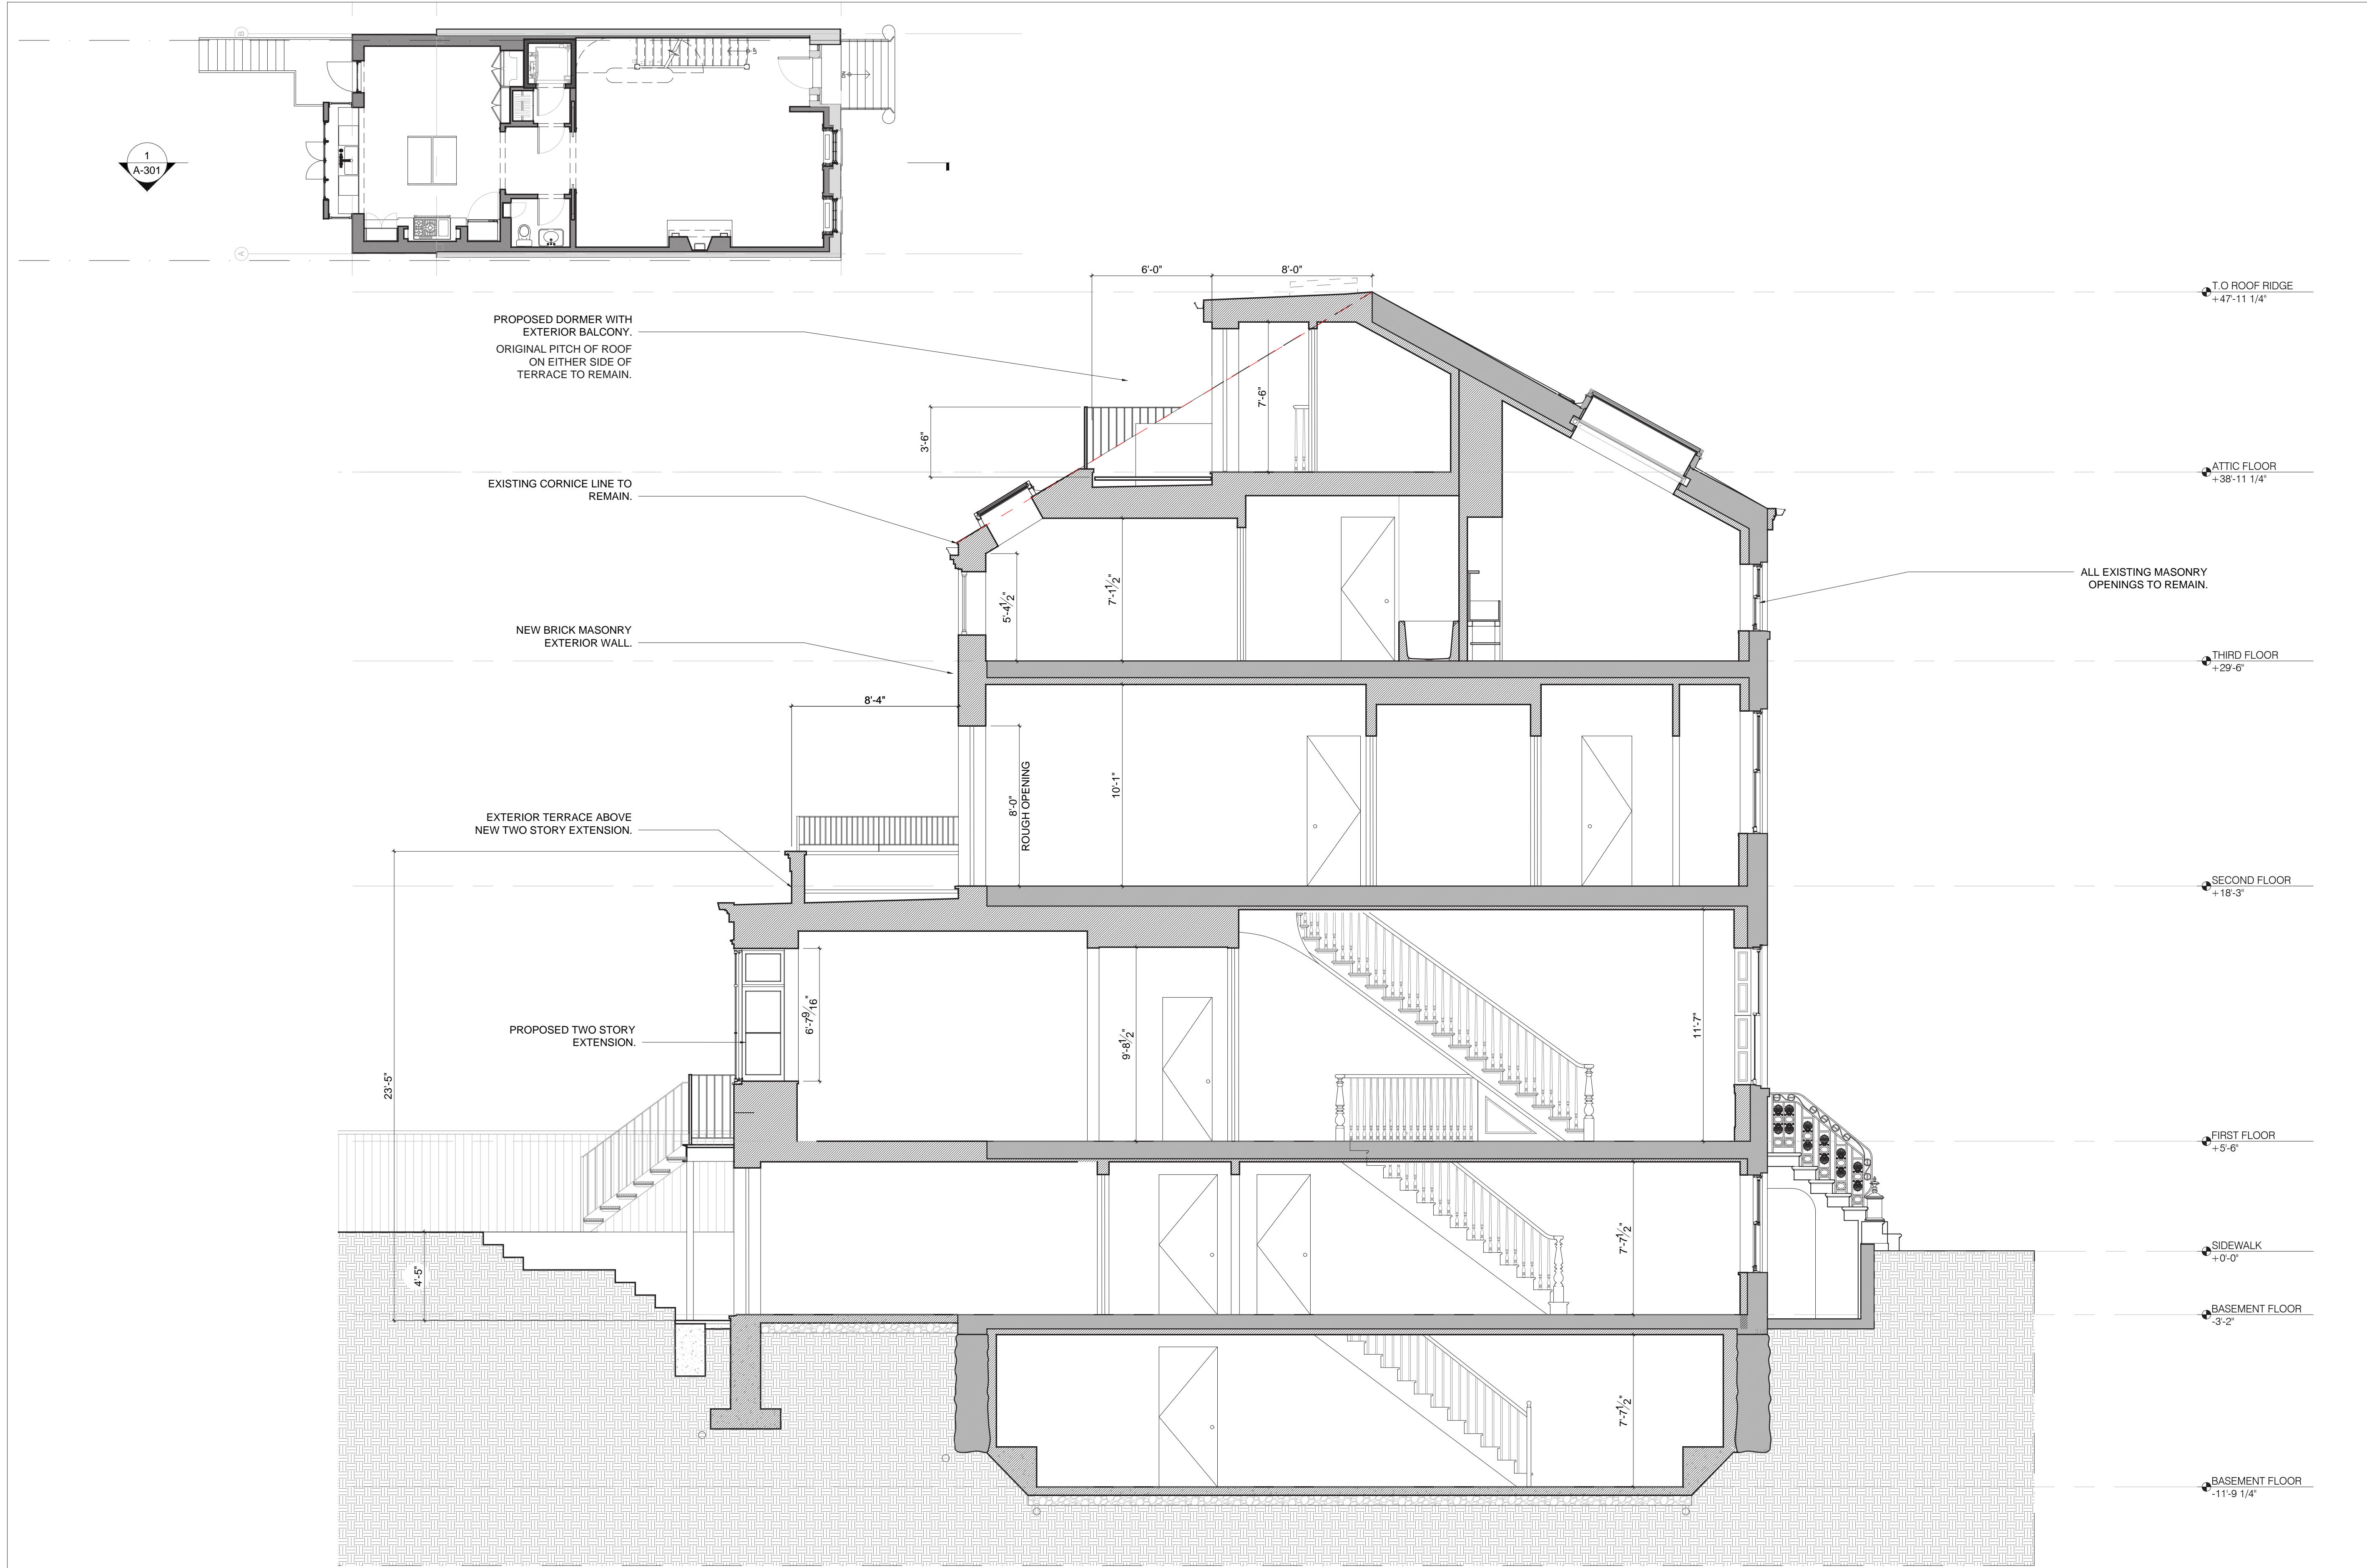 B
UP
DN
1
A-301
A
6'-0"
8'-0"
T.O ROOF RIDGE
+47'-11 1/4"
PROPOSED DORMER WITH
EXTERIOR BALCONY.
ORIGINAL PITCH OF ROOF
ON EITHER SIDE OF
TERRACE TO REMAIN.
7'-6"
3'-6"
ATTIC FLOOR
+38'-11 1/4"
EXISTING CORNICE LINE TO
REMAIN.
ALL EXISTING MASONRY
OPENINGS TO REMAIN.
5'-4 1/2"
7'-1 1/2"
NEW BRICK MASONRY
EXTERIOR WALL.
THIRD FLOOR
+29'-6"
8'-4"
8'-0"
ROUGH OPENING
10'-1"
EXTERIOR TERRACE ABOVE
NEW TWO STORY EXTENSION.
SECOND FLOOR
+18'-3"
6'-7 9/16"
PROPOSED TWO STORY
EXTENSION.
9'-8 1/2"
11'-7"
23'-5"
FIRST FLOOR
+5'-6"
7'-7 1/2"
SIDEWALK
+0'-0"
4'-5"
BASEMENT FLOOR
-3'-2"
7'-7 1/2"
BASEMENT FLOOR
-11'-9 1/4"